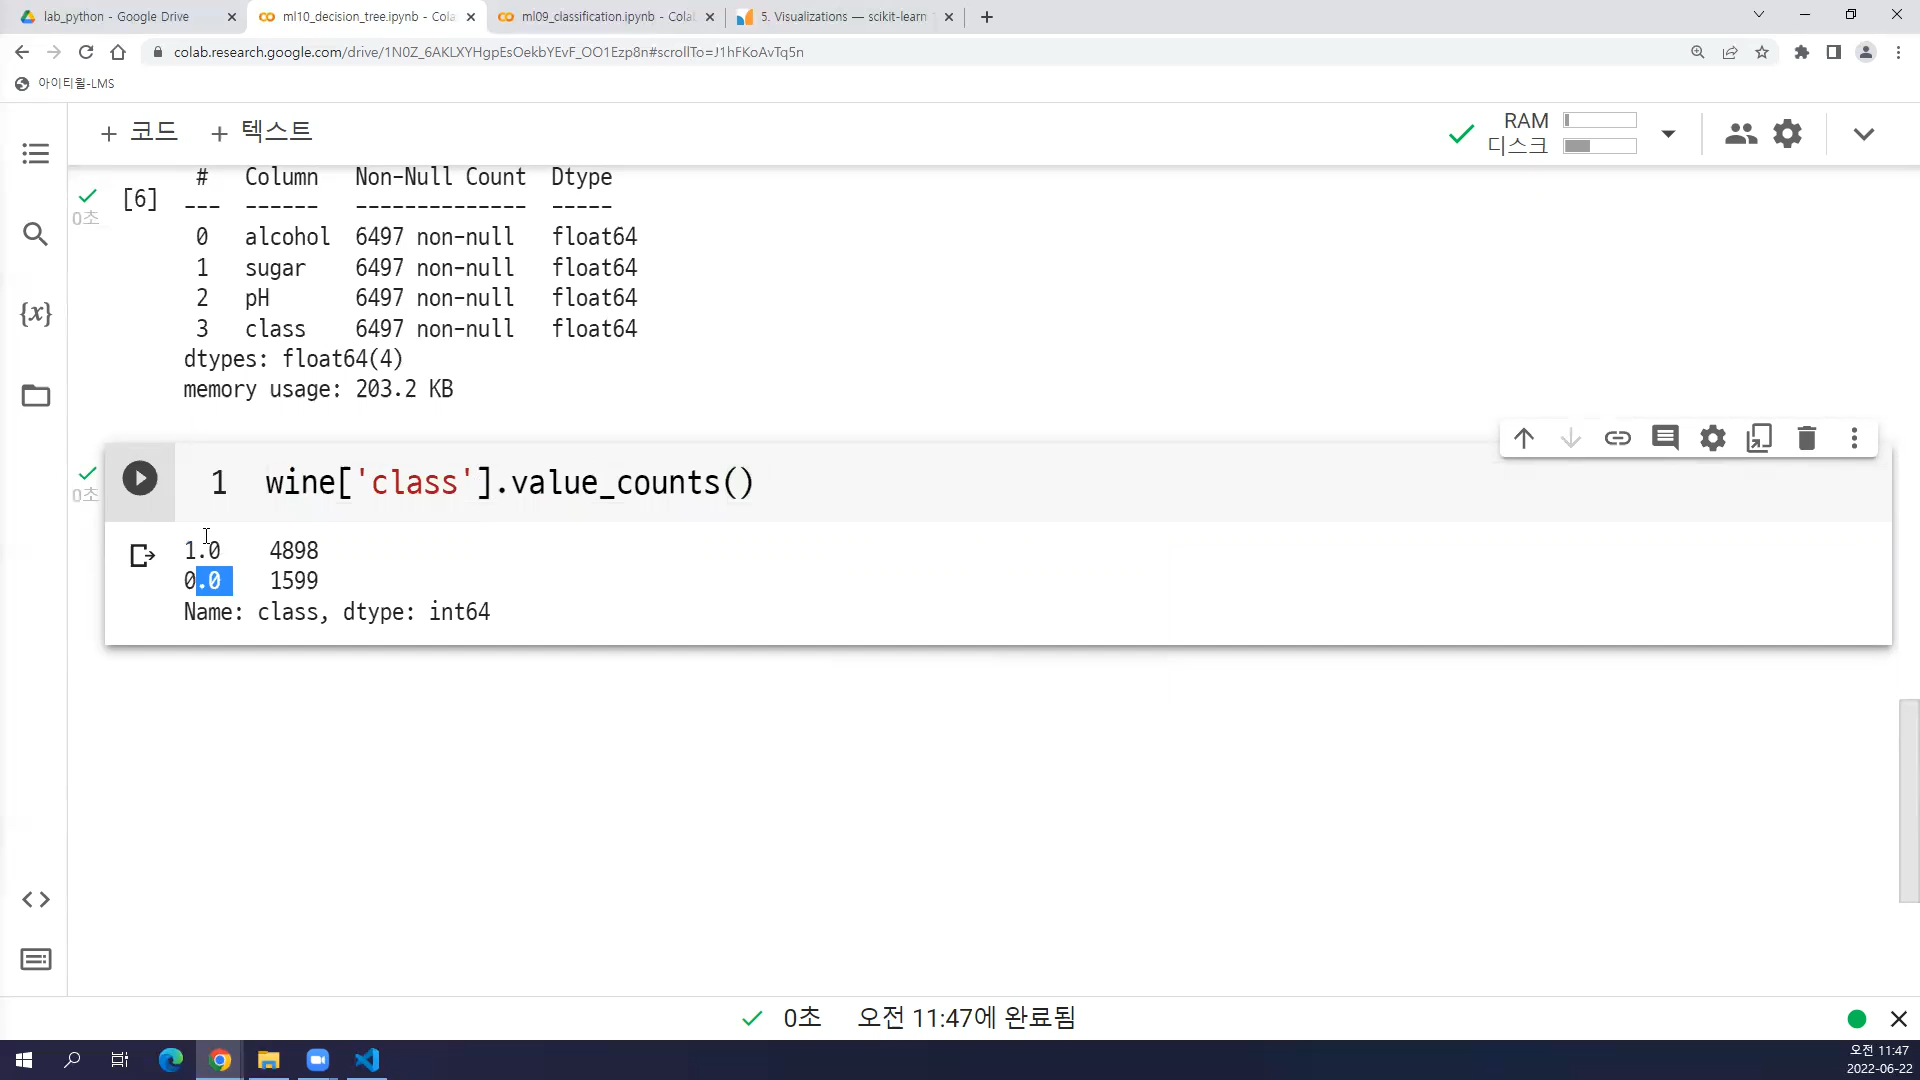 lab_python - Google Drive
ml10_decision_tree.ipynb - Cola
ml09_classification.ipynb - Cola
5. Visualizations — scikit-learn
colab.research.google.com/drive/1N0Z_6AKLXYHgpEsOekbYEvF_OO1Ezp8n#scrollTo=J1hFKoAvTq5n
아이티윌-LMS
+ 코드 + 텍스트
RAM
디스크
[6]
0초
# Column Non-Null Count Dtype
--- ------ -------------- -----
0 alcohol 6497 non-null float64
1 sugar 6497 non-null float64
2 pH 6497 non-null float64
3 class 6497 non-null float64
dtypes: float64(4)
memory usage: 203.2 KB
0초
1 wine['class'].value_counts()
1.0 4898
0.0 1599
Name: class, dtype: int64
0초 오전 11:47에 완료됨
오전 11:47
2022-06-22